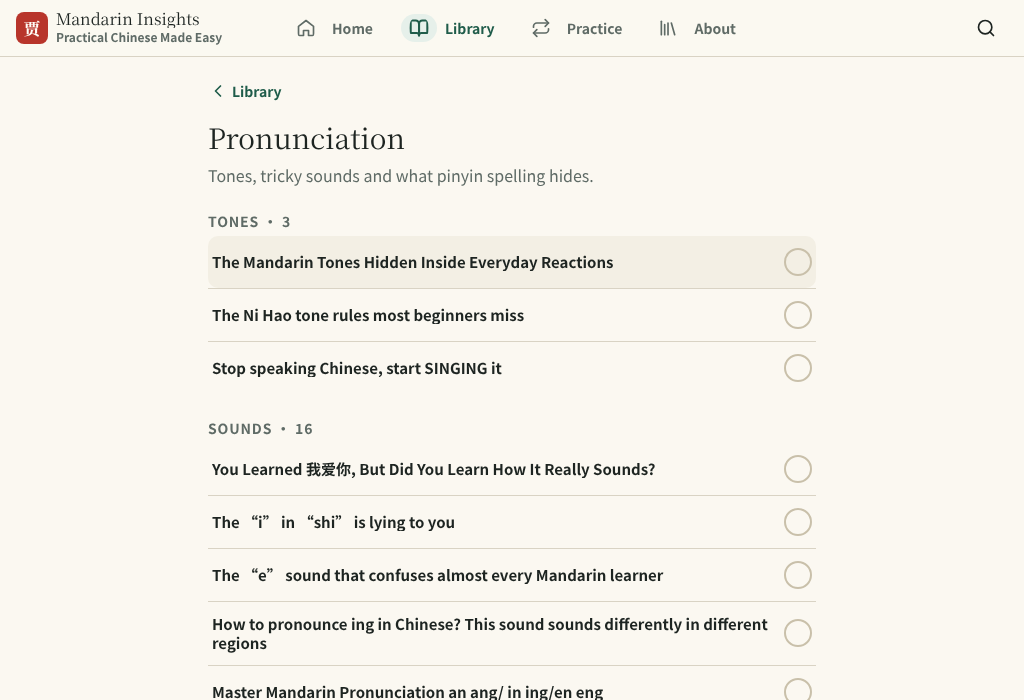 贾
Mandarin Insights
Practical Chinese Made Easy
Home
Library
Practice
About
Library
Pronunciation
Tones, tricky sounds and what pinyin spelling hides.
TONES • 3
The Mandarin Tones Hidden Inside Everyday Reactions
The Ni Hao tone rules most beginners miss
Stop speaking Chinese, start SINGING it
SOUNDS • 16
You Learned 我爱你, But Did You Learn How It Really Sounds?
The “i” in “shi” is lying to you
The “e” sound that confuses almost every Mandarin learner
How to pronounce ing in Chinese? This sound sounds differently in different
regions
Master Mandarin Pronunciation an ang/ in ing/en eng